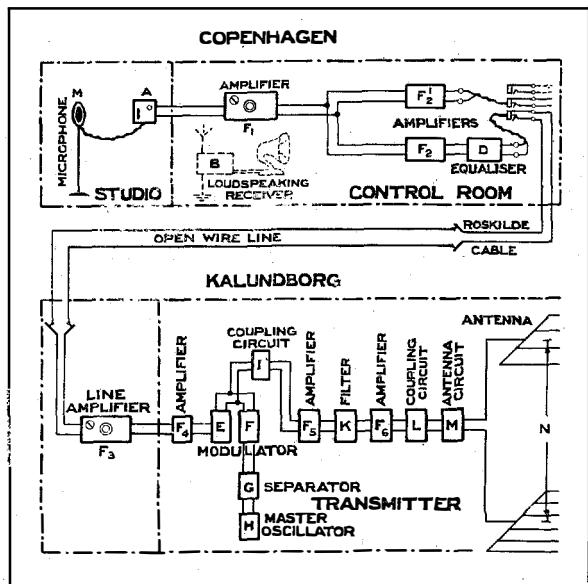 COPENHAGEN
M
A
AMPLIFIER
F1
MICROPHONE
STUDIO
B
LOUDSPEAKING
RECEIVER
F2¹
AMPLIFIERS
F2
D
EQUALISER
CONTROL ROOM
OPEN WIRE LINE
ROSKILDE
CABLE
KALUNDBORG
LINE
AMPLIFIER
F3
AMPLIFIER
F4
E
F
MODULATOR
COUPLING
CIRCUIT
I
G
SEPARATOR
H
MASTER
OSCILLATOR
AMPLIFIER
F5
FILTER
K
AMPLIFIER
F6
COUPLING
CIRCUIT
L
ANTENNA
CIRCUIT
M
TRANSMITTER
ANTENNA
N